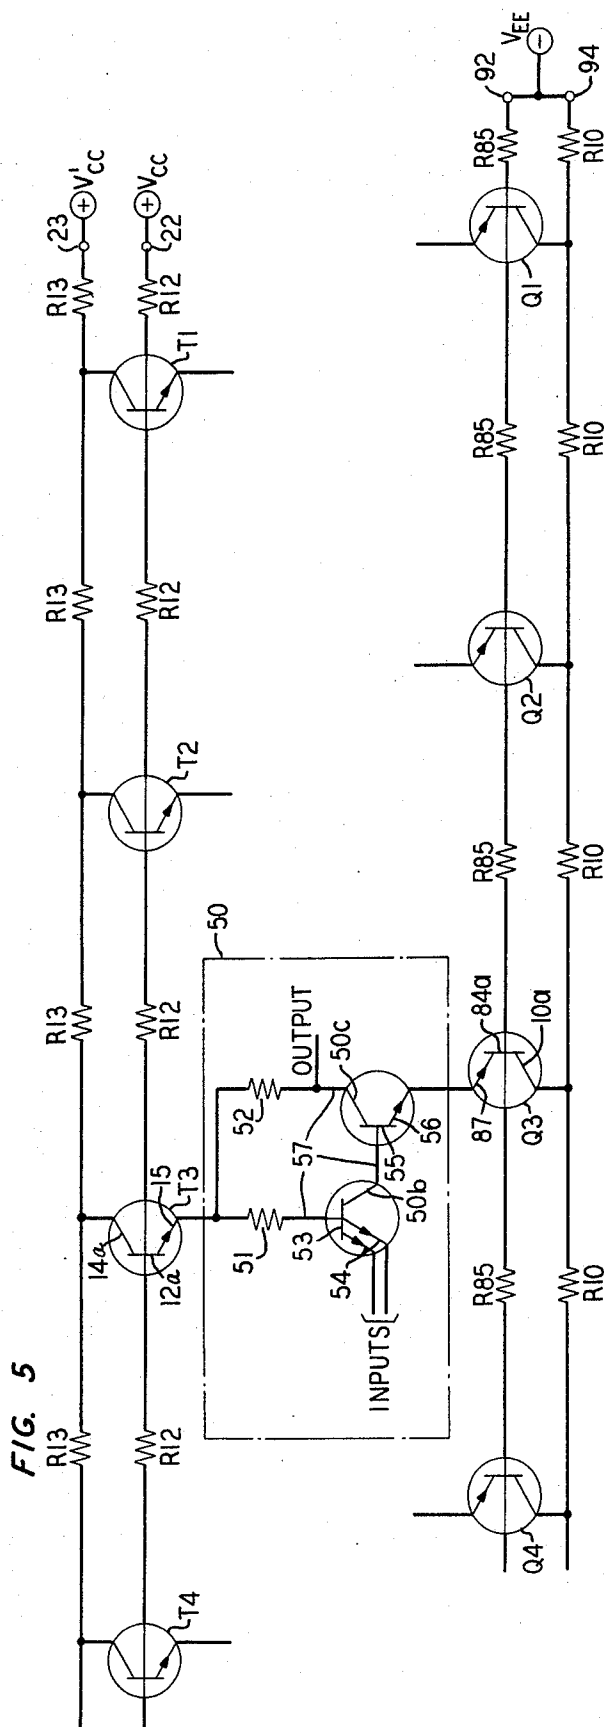 FIG. 5
92
VEE
94
R85
R10
Q1
23
V'CC
22
VCC
R13
R12
T1
R85
R10
R13
R12
Q2
T2
R85
R10
50
R13
R12
OUTPUT
50c
52
57
55
56
84a
10a
87
Q3
14a
12a
15
T3
51
53
54
50b
INPUTS
R85
R10
R13
R12
Q4
T4